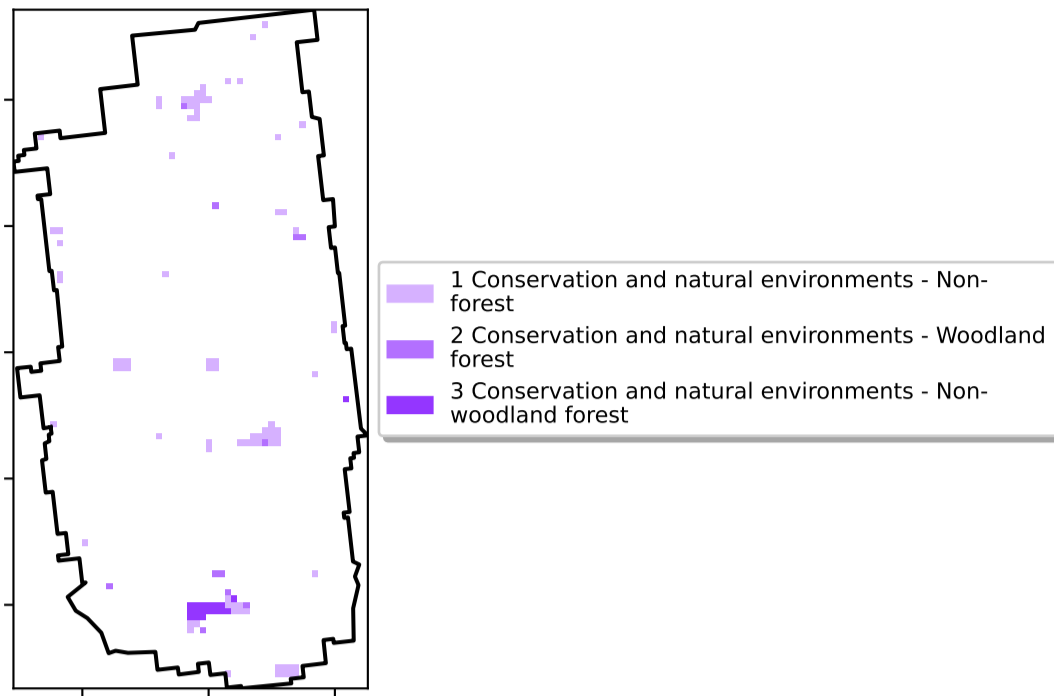 1 Conservation and natural environments - Non-
forest
2 Conservation and natural environments - Woodland
forest
3 Conservation and natural environments - Non-
woodland forest